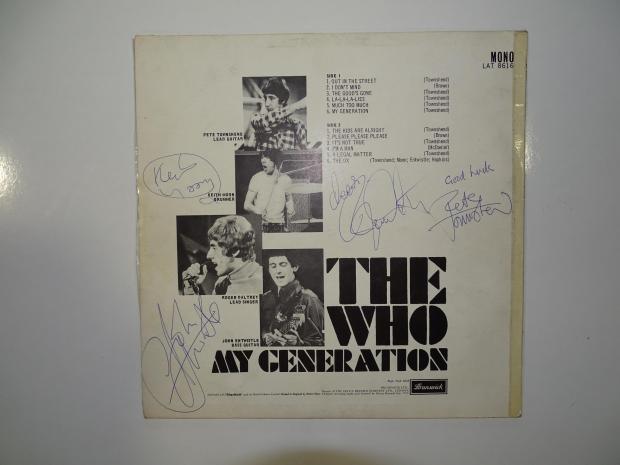 MONO
LAT 8616
SIDE 1
1. OUT IN THE STREET (Townshend)
2. I DON'T MIND (Brown)
3. THE GOOD'S GONE (Townshend)
4. LA-LA-LA-LIES (Townshend)
5. MUCH TOO MUCH (Townshend)
6. MY GENERATION (Townshend)
SIDE 2
1. THE KIDS ARE ALRIGHT (Townshend)
2. PLEASE PLEASE PLEASE (Brown)
3. IT'S NOT TRUE (Townshend)
4. I'M A MAN (McDaniel)
5. A LEGAL MATTER (Townshend)
6. THE OX (Townshend; Moon; Entwistle; Hopkins)
PETE TOWNSHEND
LEAD GUITAR
KEITH MOON
DRUMMER
Keith
Moon
Good Luck
Pete
ROGER DALTREY
LEAD SINGER
JOHN ENTWISTLE
BASS GUITAR
John
THE
WHO
MY GENERATION
Brunswick